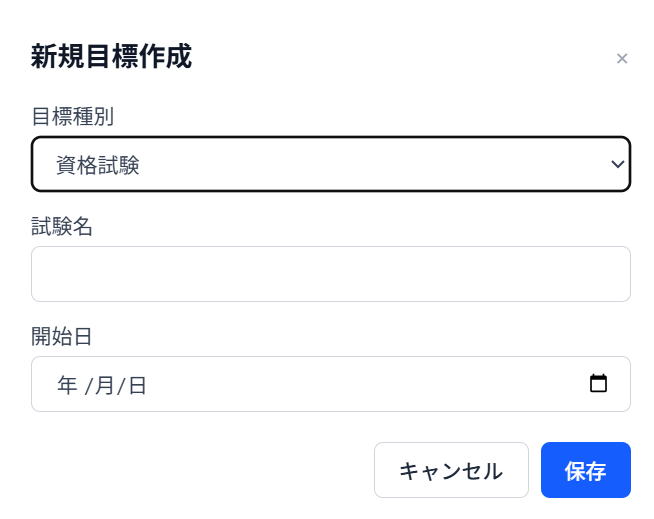 新規目標作成
×
目標種別
資格試験
試験名
開始日
年 /月/日
キャンセル
保存